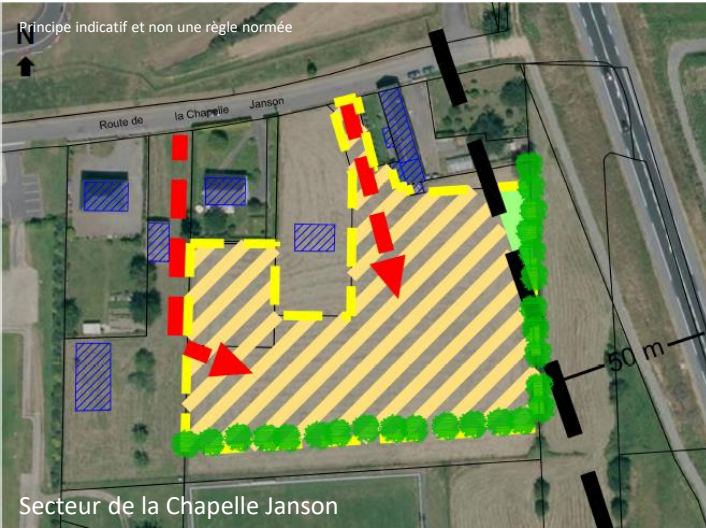 Principe indicatif et non une règle normée
N
Route de la Chapelle Janson
50 m
Secteur de la Chapelle Janson